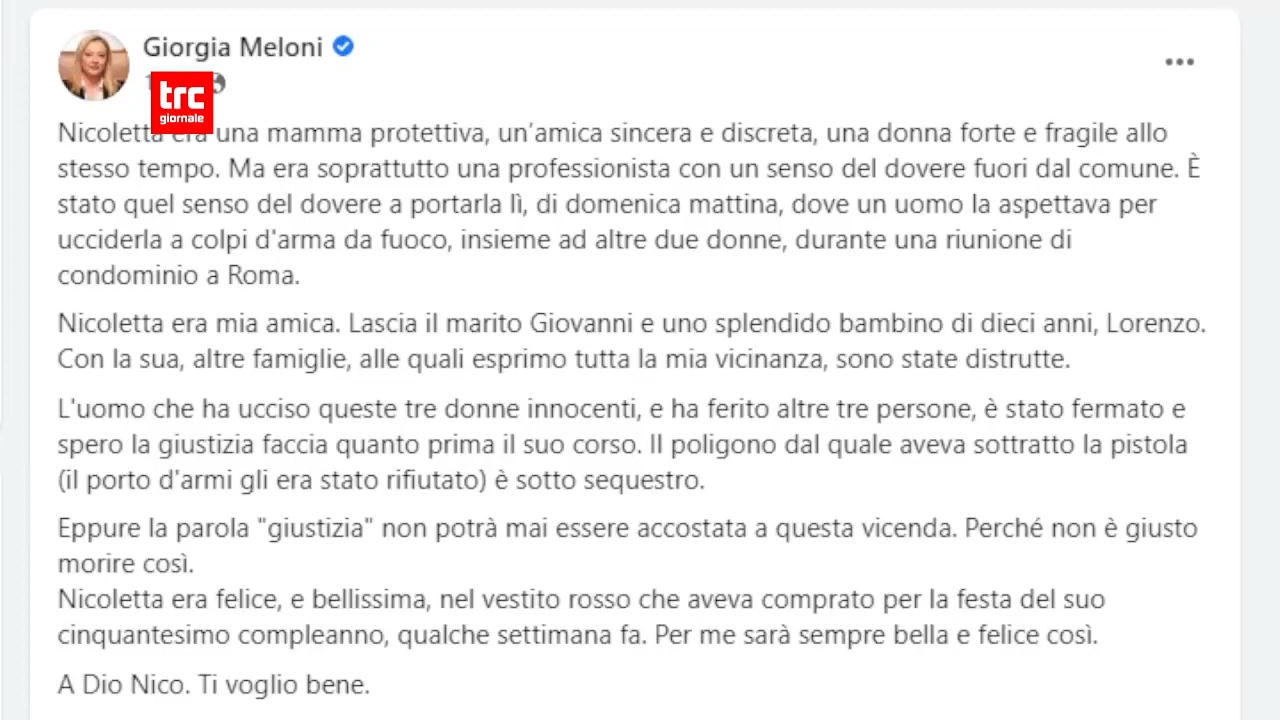 Giorgia Meloni
trc
giornale
una mamma protettiva, un'amica sincera e discreta, una donna forte e fragile allo
stesso tempo. Ma era soprattutto una professionista con un senso del dovere fuori dal comune. È
stato quel senso del dovere a portarla lì, di domenica mattina, dove un uomo la aspettava per
ucciderla a colpi d'arma da fuoco, insieme ad altre due donne, durante una riunione di
condominio a Roma.
Nicoletta era mia amica. Lascia il marito Giovanni e uno splendido bambino di dieci anni, Lorenzo.
Con la sua, altre famiglie, alle quali esprimo tutta la mia vicinanza, sono state distrutte.
L'uomo che ha ucciso queste tre donne innocenti, e ha ferito altre tre persone, è stato fermato e
spero la giustizia faccia quanto prima il suo corso. Il poligono dal quale aveva sottratto la pistola
(il porto d'armi gli era stato rifiutato) è sotto sequestro.
Eppure la parola "giustizia" non potrà mai essere accostata a questa vicenda. Perché non è giusto
morire così.
Nicoletta era felice, e bellissima, nel vestito rosso che aveva comprato per la festa del suo
cinquantesimo compleanno, qualche settimana fa. Per me sarà sempre bella e felice così.
A Dio Nico. Ti voglio bene.